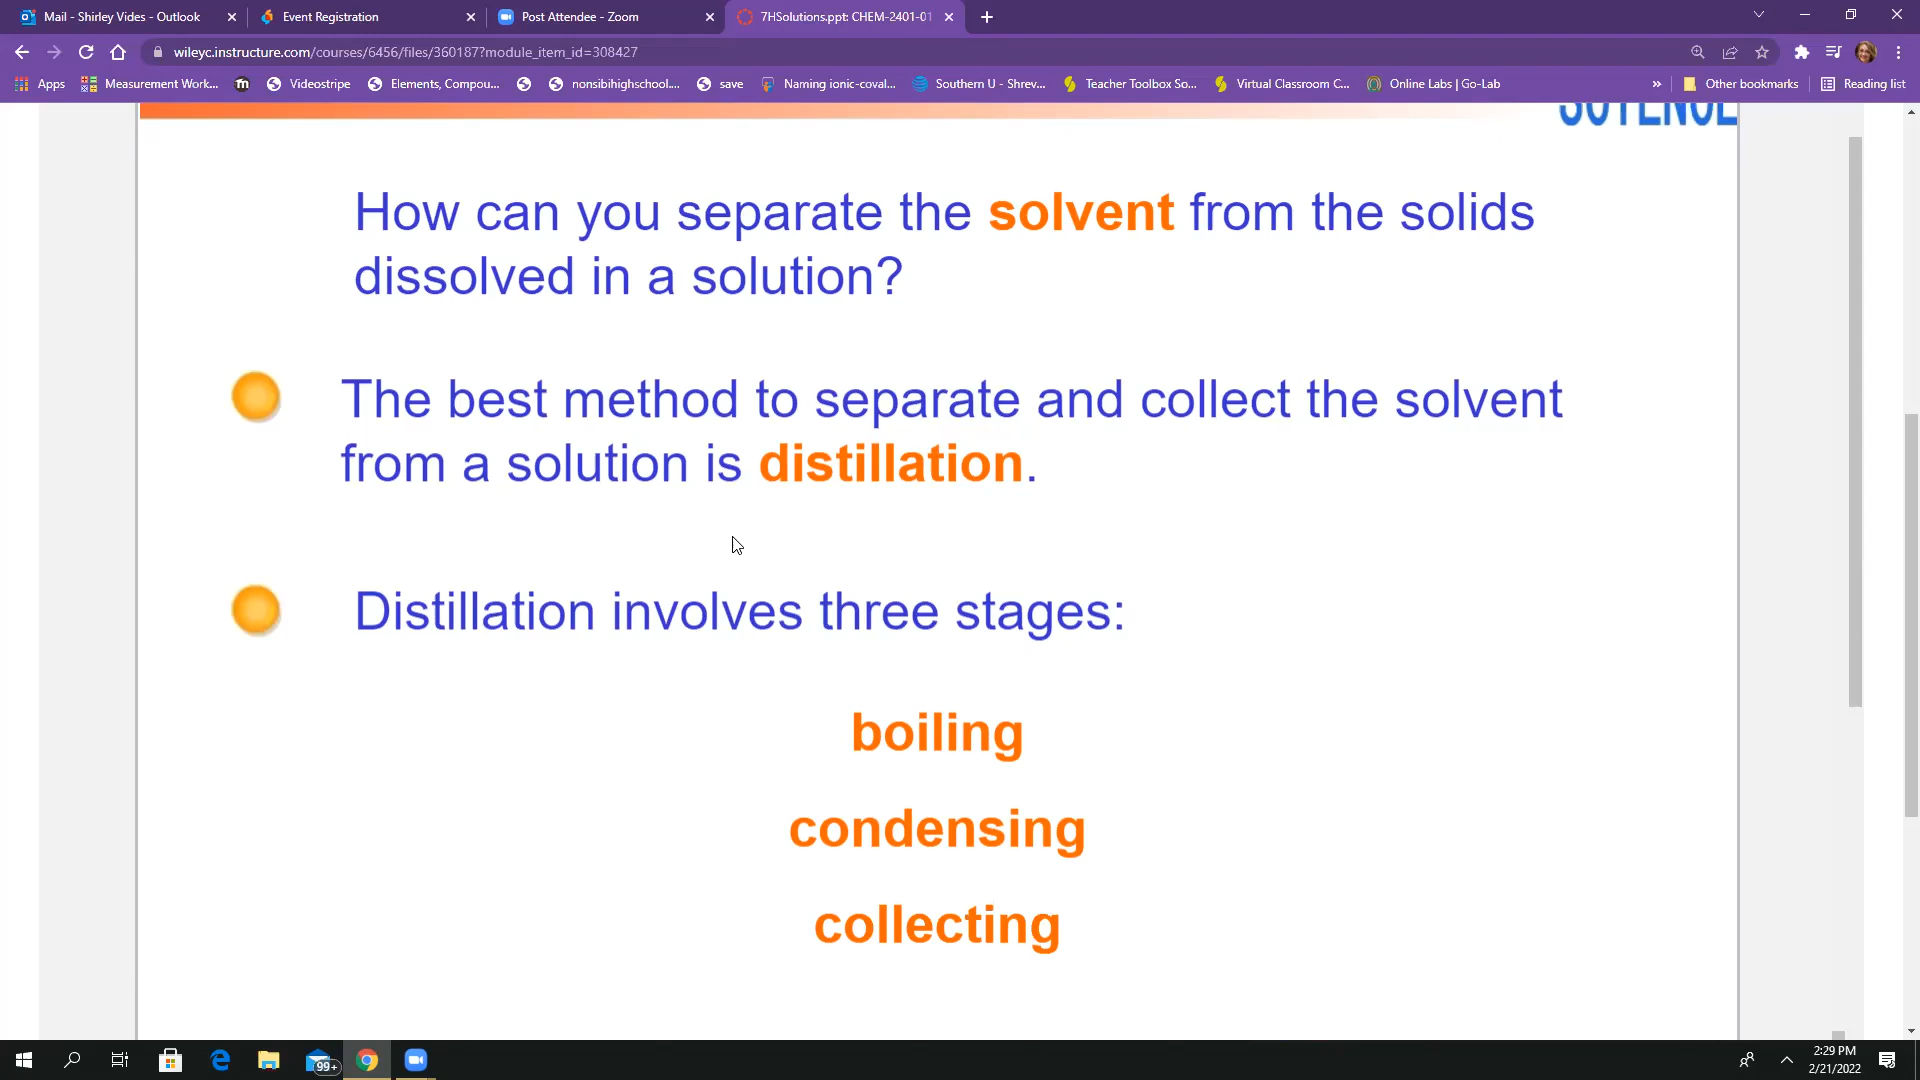 Mail - Shirley Vides - Outlook
Event Registration
Post Attendee - Zoom
7HSolutions.ppt: CHEM-2401-01
wileyc.instructure.com/courses/6456/files/360187?module_item_id=308427
Apps
Measurement Work...
Videostripe
Elements, Compou...
nonsibihighschool....
save
Naming ionic-coval...
Southern U - Shrev...
Teacher Toolbox So...
Virtual Classroom C...
Online Labs | Go-Lab
»
Other bookmarks
Reading list
SCIENCE
How can you separate the solvent from the solids
dissolved in a solution?
The best method to separate and collect the solvent
from a solution is distillation.
Distillation involves three stages:
boiling
condensing
collecting
99+
2:29 PM
2/21/2022